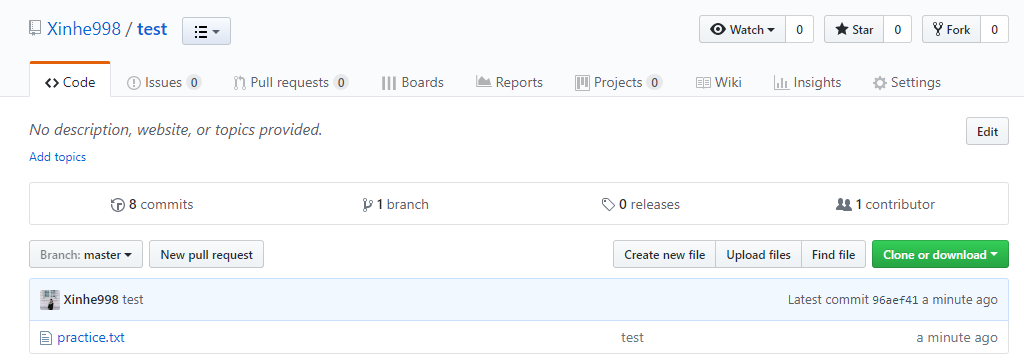 Xinhe998 / test
Watch 0 Star 0 Fork 0
Code Issues 0 Pull requests 0 Boards Reports Projects 0 Wiki Insights Settings
No description, website, or topics provided. Edit
Add topics
8 commits 1 branch 0 releases 1 contributor
Branch: master New pull request Create new file Upload files Find file Clone or download
Xinhe998 test Latest commit 96aef41 a minute ago
practice.txt test a minute ago